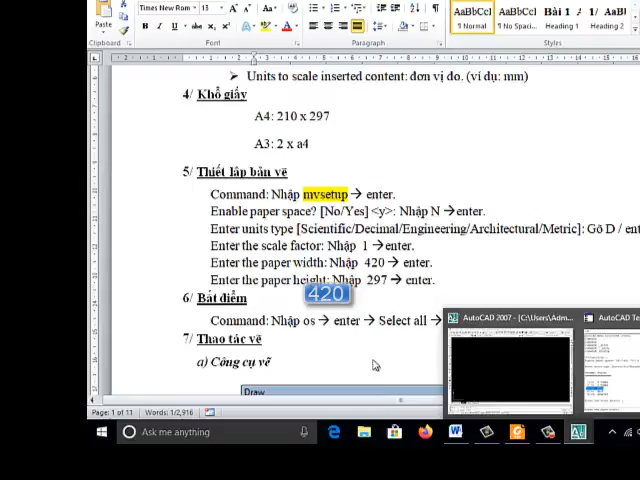 Times New Rom 13
AaBbCcI AaBbCcI Bài 1 A 1/ AaBb
¶ Normal ¶ No Spaci... Heading 1 Heading 2
Clipboard Font Paragraph Styles
Units to scale inserted content: đơn vị đo. (ví dụ: mm)
4/ Khổ giấy
A4: 210 x 297
A3: 2 x a4
5/ Thiết lập bản vẽ
Command: Nhập mvsetup → enter.
Enable paper space? [No/Yes] <y>: Nhập N →enter.
Enter units type [Scientific/Decimal/Engineering/Architectural/Metric]: Gõ D / ent
Enter the scale factor: Nhập 1 →enter.
Enter the paper width: Nhập 420 → enter.
Enter the paper height: Nhập 297 → enter.
420
6/ Bắt điểm
Command: Nhập os → enter → Select all →
AutoCAD 2007 - [C:\Users\Adm... AutoCAD Te
7/ Thao tác vẽ
a) Công cụ vẽ
Draw
Page: 1 of 11 Words: 1/2,916
Ask me anything